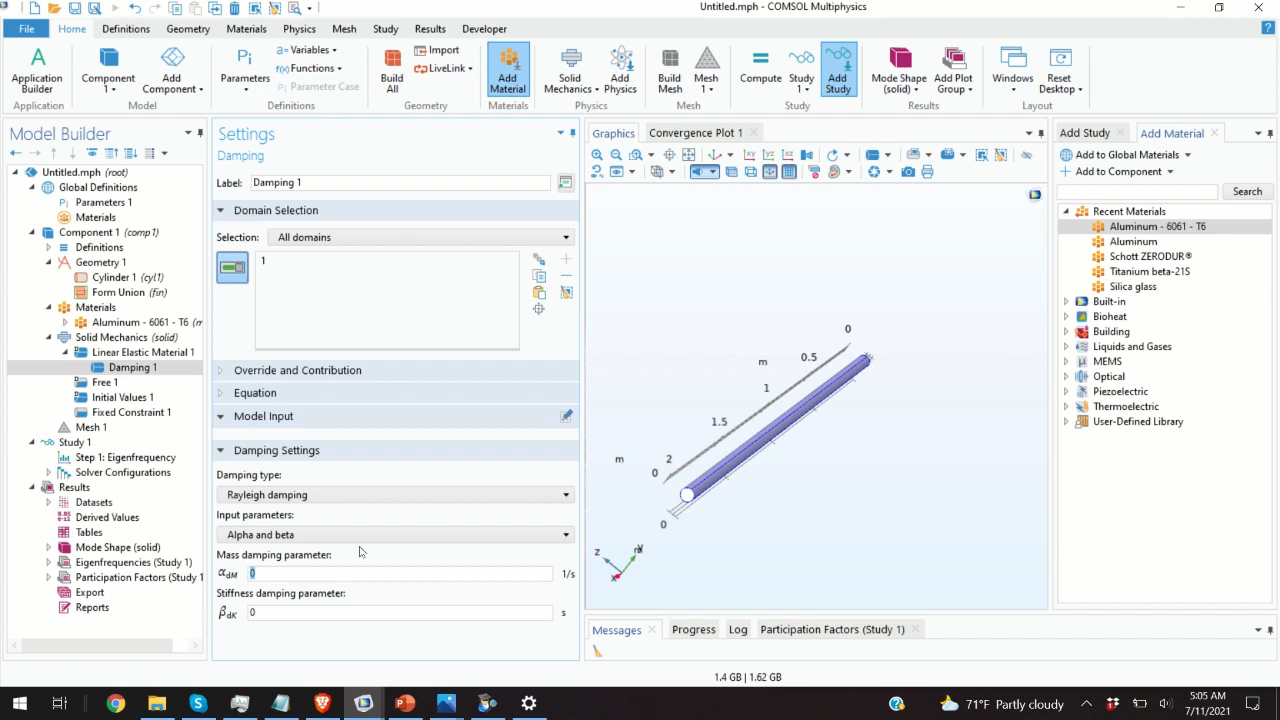 Untitled.mph - COMSOL Multiphysics
File
Home
Definitions
Geometry
Materials
Physics
Mesh
Study
Results
Developer
Application
Builder
Application
Component
1
Add
Component
Model
Pi
Parameters
1
a= Variables
f(x) Functions
Parameter Case
Definitions
Build
All
Import
LiveLink
Geometry
Add
Material
Materials
Solid
Mechanics
Add
Physics
Physics
Build
Mesh
Mesh
1
Mesh
Compute
Study
1
Add
Study
Study
Mode Shape
(solid)
Add Plot
Group
Results
Windows
Reset
Desktop
Layout
Model Builder
Untitled.mph (root)
Global Definitions
Pi Parameters 1
Materials
Component 1 (comp1)
Definitions
Geometry 1
Cylinder 1 (cyl1)
Form Union (fin)
Materials
Aluminum - 6061 - T6 (m
Solid Mechanics (solid)
Linear Elastic Material 1
Damping 1
Free 1
Initial Values 1
Fixed Constraint 1
Mesh 1
Study 1
Step 1: Eigenfrequency
Solver Configurations
Results
Datasets
Derived Values
Tables
Mode Shape (solid)
Eigenfrequencies (Study 1)
Participation Factors (Study 1
Export
Reports
Settings
Damping
Label:
Damping 1
Domain Selection
Selection:
All domains
1
Override and Contribution
Equation
Model Input
Damping Settings
Damping type:
Rayleigh damping
Input parameters:
Alpha and beta
Mass damping parameter:
αdM
0
1/s
Stiffness damping parameter:
βdK
0
s
Graphics
Convergence Plot 1
xy
yz
xz
0
0.5
m
1
1.5
m
2
0
0
z
y
x
Messages
Progress
Log
Participation Factors (Study 1)
1.4 GB | 1.62 GB
Add Study
Add Material
Add to Global Materials
Add to Component
Search
Recent Materials
Aluminum - 6061 - T6
Aluminum
Schott ZERODUR®
Titanium beta-21S
Silica glass
Built-in
Bioheat
Building
Liquids and Gases
MEMS
Optical
Piezoelectric
Thermoelectric
User-Defined Library
71°F Partly cloudy
5:05 AM
7/11/2021